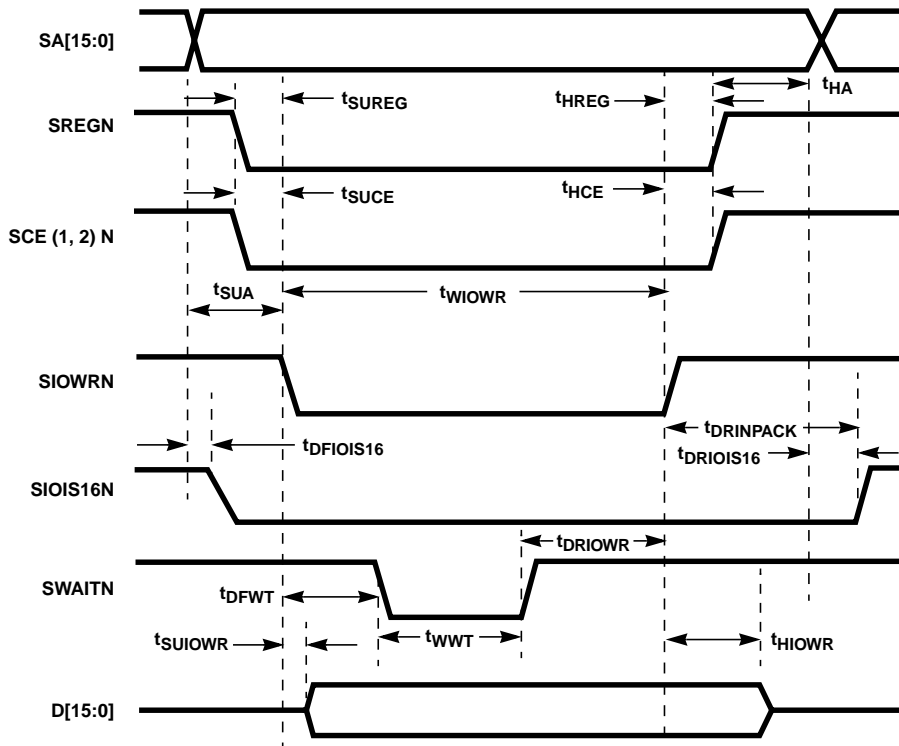 SA[15:0]
tHA
tSUREG
tHREG
SREGN
tSUCE
tHCE
SCE (1, 2) N
tSUA
tWIOWR
SIOWRN
tDRINPACK
tDFIOIS16
tDRIOIS16
SIOIS16N
tDRIOWR
SWAITN
tDFWT
tWWT
tSUIOWR
tHIOWR
D[15:0]